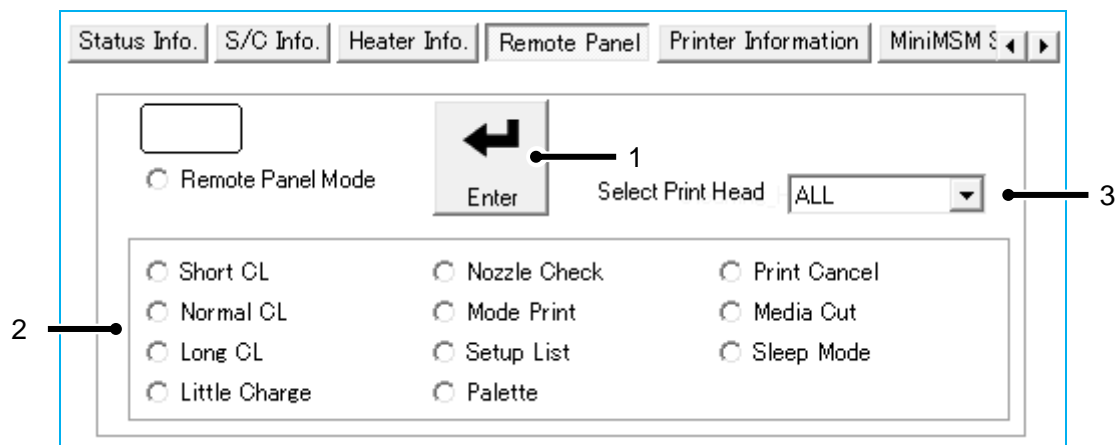 Status Info. S/C Info. Heater Info. Remote Panel Printer Information MiniMSM S
Remote Panel Mode
Enter
1
Select Print Head ALL
3
Short CL Nozzle Check Print Cancel
Normal CL Mode Print Media Cut
2
Long CL Setup List Sleep Mode
Little Charge Palette